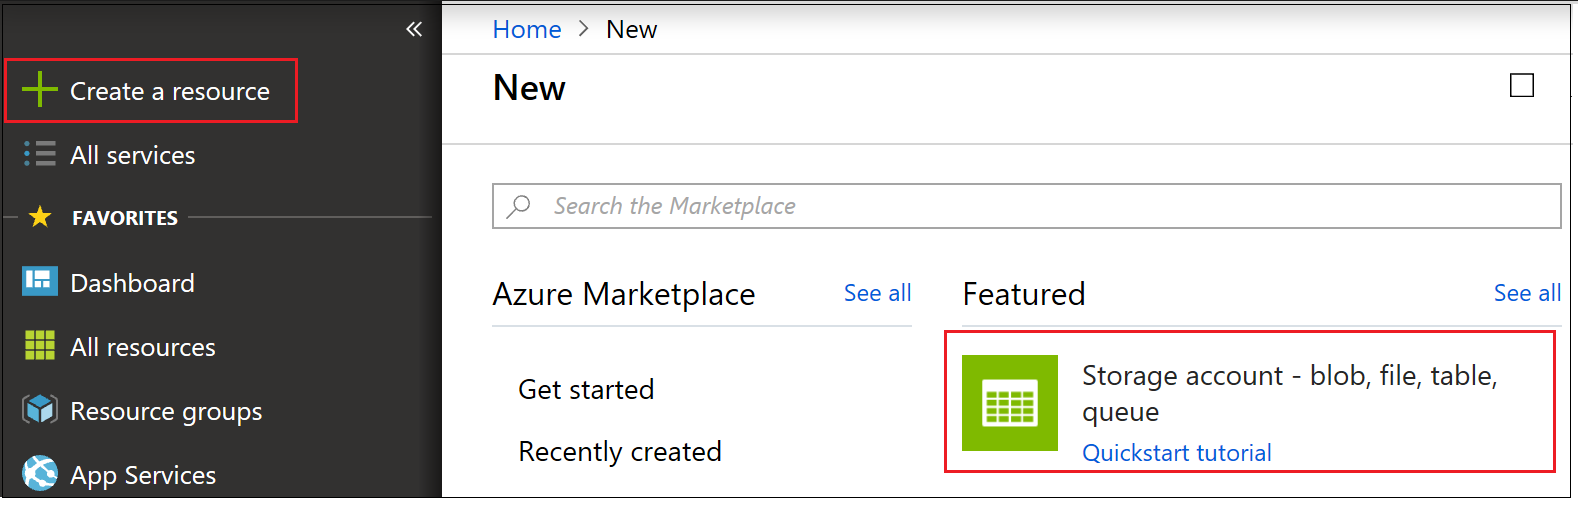 Create a resource
All services
FAVORITES
Dashboard
All resources
Resource groups
App Services
Home > New
New
Search the Marketplace
Azure Marketplace
See all
Get started
Recently created
Featured
See all
Storage account - blob, file, table,
queue
Quickstart tutorial